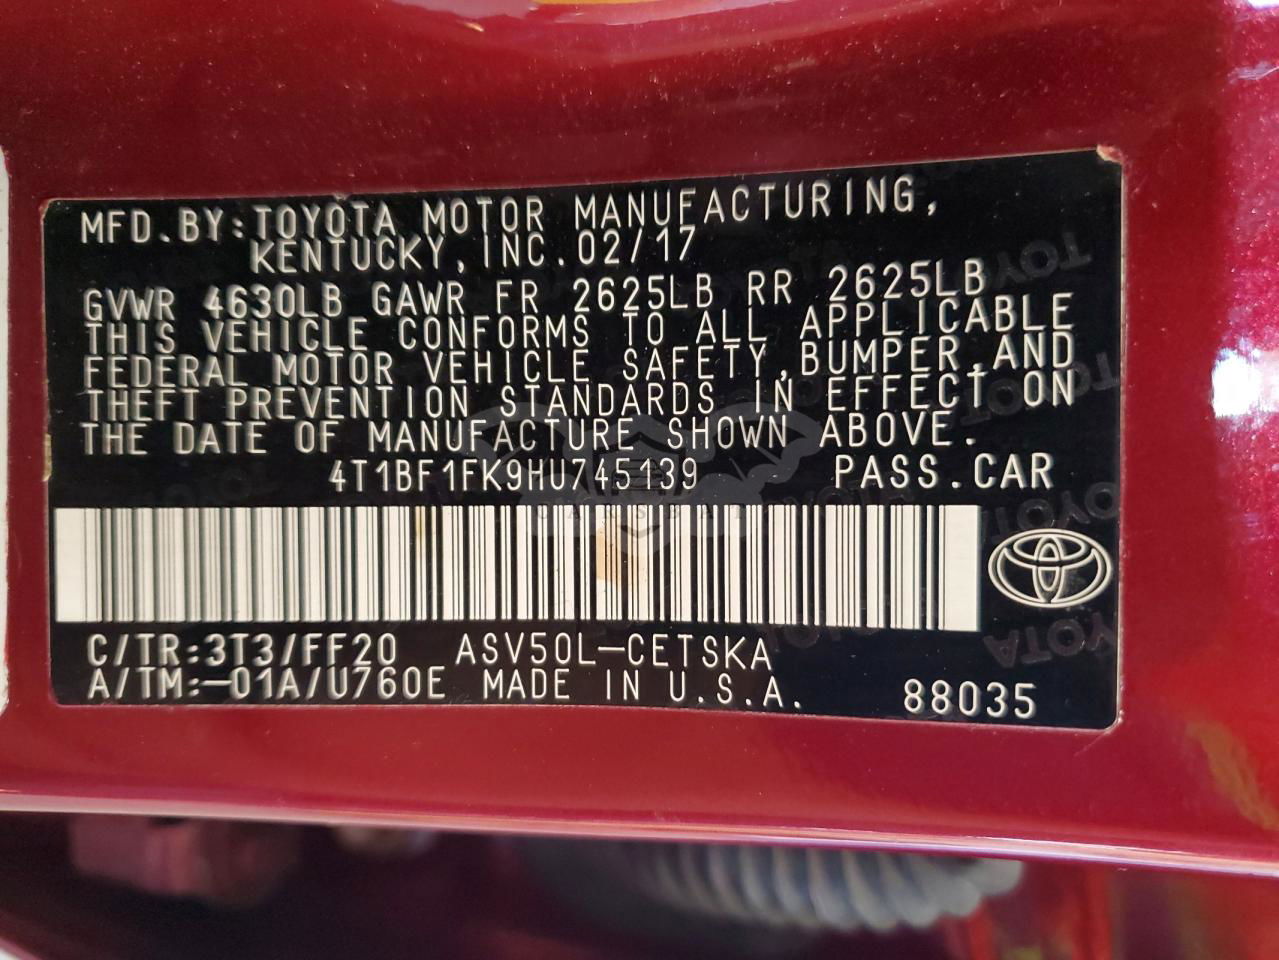 MFD.BY:TOYOTA MOTOR MANUFACTURING,
KENTUCKY,INC.02/17
GVWR 4630LB GAWR FR 2625LB RR 2625LB
THIS VEHICLE CONFORMS TO ALL APPLICABLE
FEDERAL MOTOR VEHICLE SAFETY,BUMPER,AND
THEFT PREVENTION STANDARDS IN EFFECT ON
THE DATE OF MANUFACTURE SHOWN ABOVE.
4T1BF1FK9HU745139 PASS.CAR
C/TR:3T3/FF20 ASV50L-CETSKA
A/TM:-01A/U760E MADE IN U.S.A. 88035